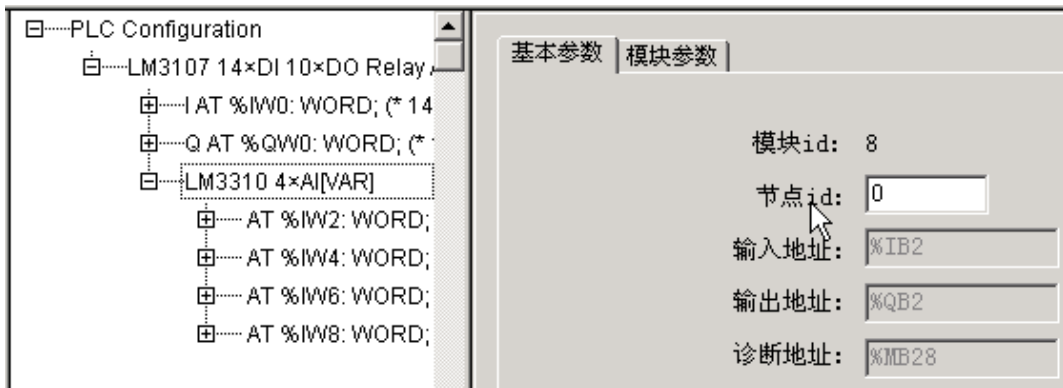 PLC Configuration
LM3107 14×DI 10×DO Relay
I AT %IW0: WORD; (* 14
Q AT %QW0: WORD; (*
LM3310 4×AI[VAR]
AT %IW2: WORD;
AT %IW4: WORD;
AT %IW6: WORD;
AT %IW8: WORD;
基本参数 模块参数
模块id: 8
节点id: 0
输入地址: %IB2
输出地址: %QB2
诊断地址: %MB28